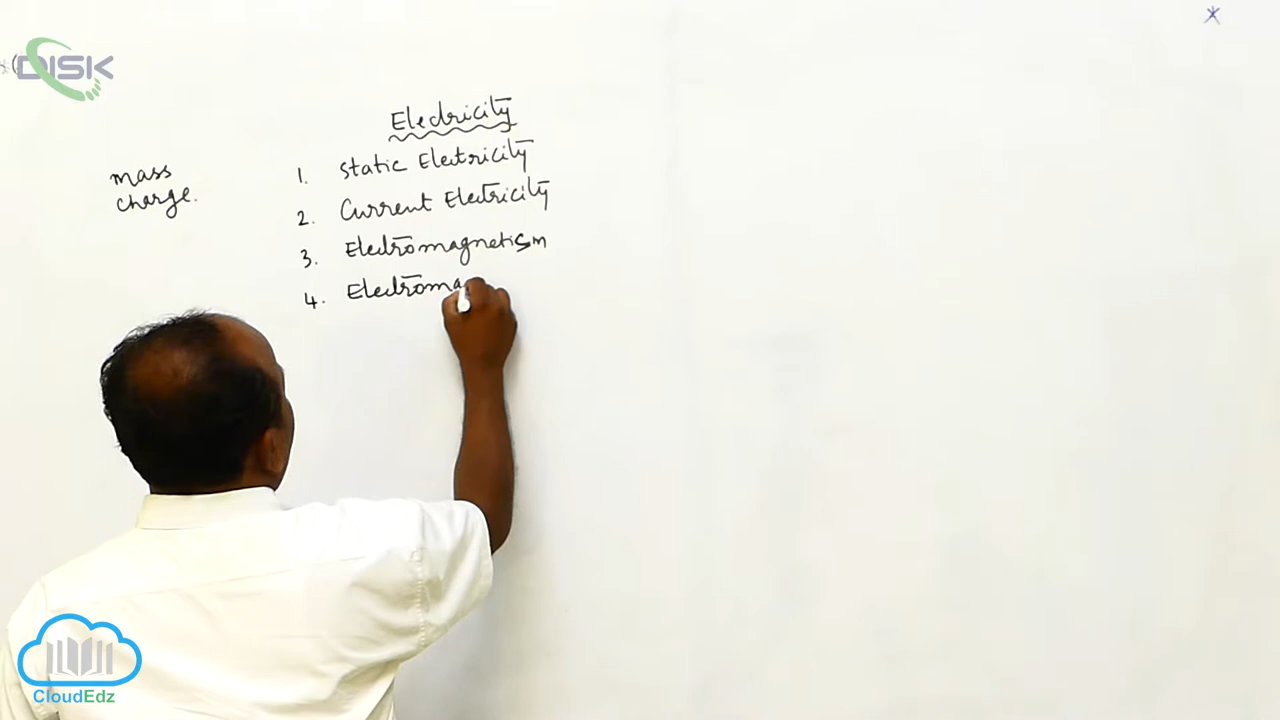 DISK
Electricity
mass
charge.
1. Static Electricity
2. Current Electricity
3. Electromagnetism
4. Electroma
CloudEdz